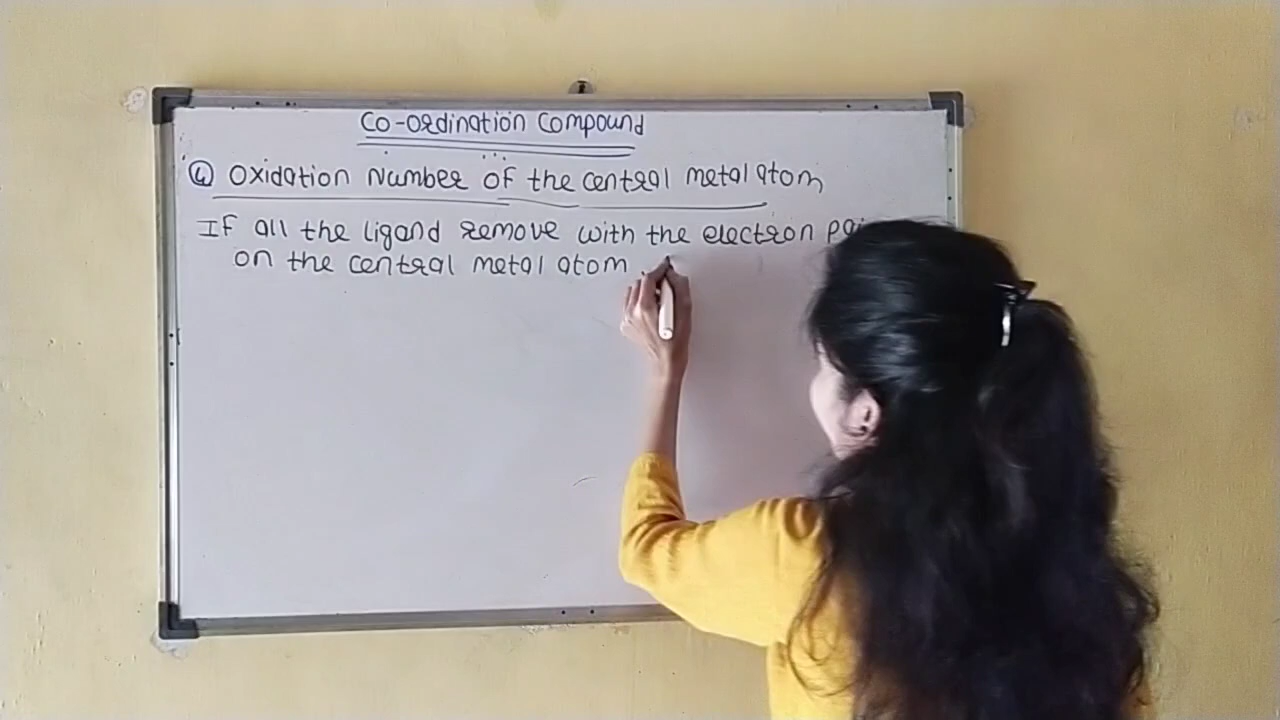 Co-ordination Compound
④ Oxidation Number of the central metal atom
If all the ligand remove with the electron
on the central metal atom